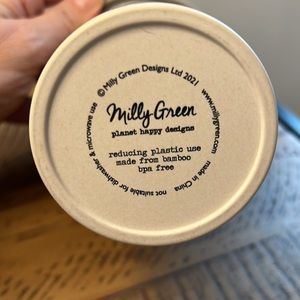 © Milly Green Designs Ltd 2021
www.millygreen.com
made in China
not suitable for dishwasher & microwave use
Milly Green
planet happy designs
reducing plastic use
made from bamboo
bpa free